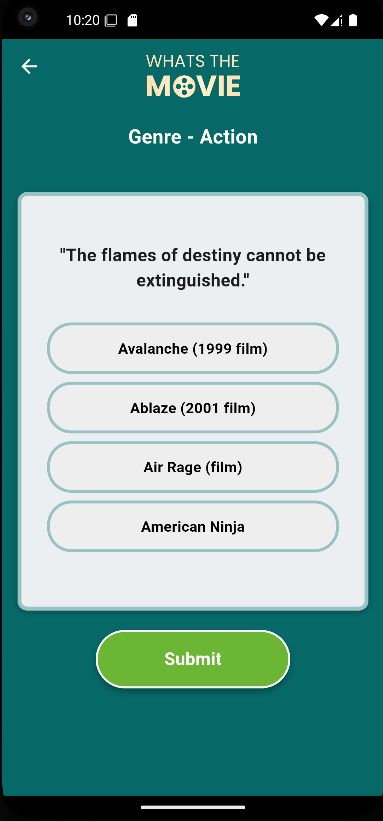 10:20
WHATS THE
MOVIE
Genre - Action
"The flames of destiny cannot be
extinguished."
Avalanche (1999 film)
Ablaze (2001 film)
Air Rage (film)
American Ninja
Submit